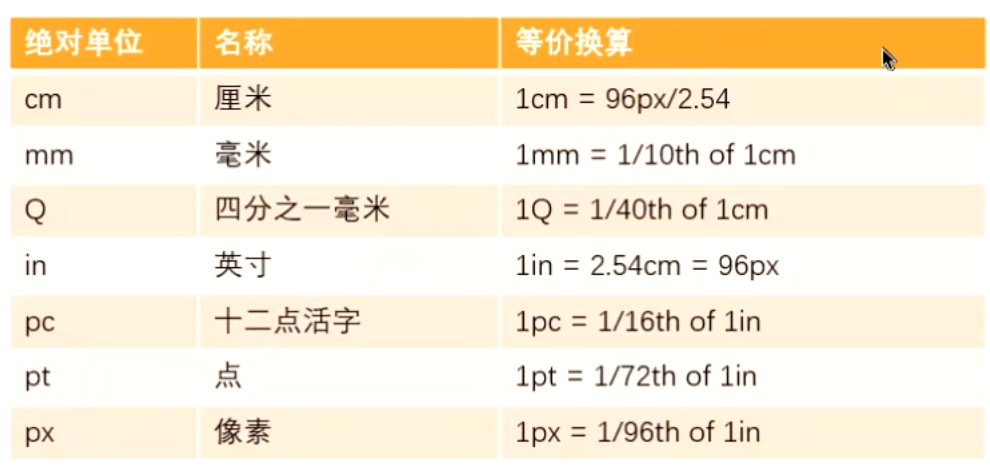 绝对单位 名称 等价换算
cm 厘米 1cm = 96px/2.54
mm 毫米 1mm = 1/10th of 1cm
Q 四分之一毫米 1Q = 1/40th of 1cm
in 英寸 1in = 2.54cm = 96px
pc 十二点活字 1pc = 1/16th of 1in
pt 点 1pt = 1/72th of 1in
px 像素 1px = 1/96th of 1in